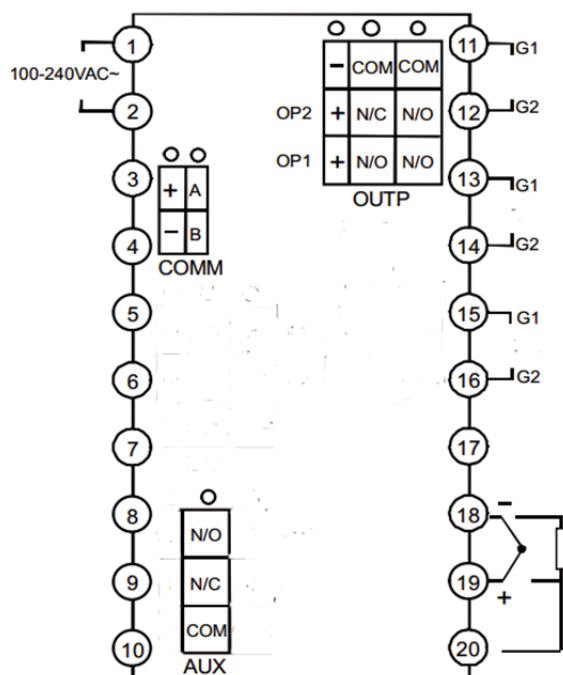 1
100-240VAC~
2
3
4
5
6
7
8
9
10
+ A
− B
COMM
N/O
N/C
COM
AUX
− COM COM
OP2 + N/C N/O
OP1 + N/O N/O
OUTP
11 G1
12 G2
13 G1
14 G2
15 G1
16 G2
17
18 −
19 +
20